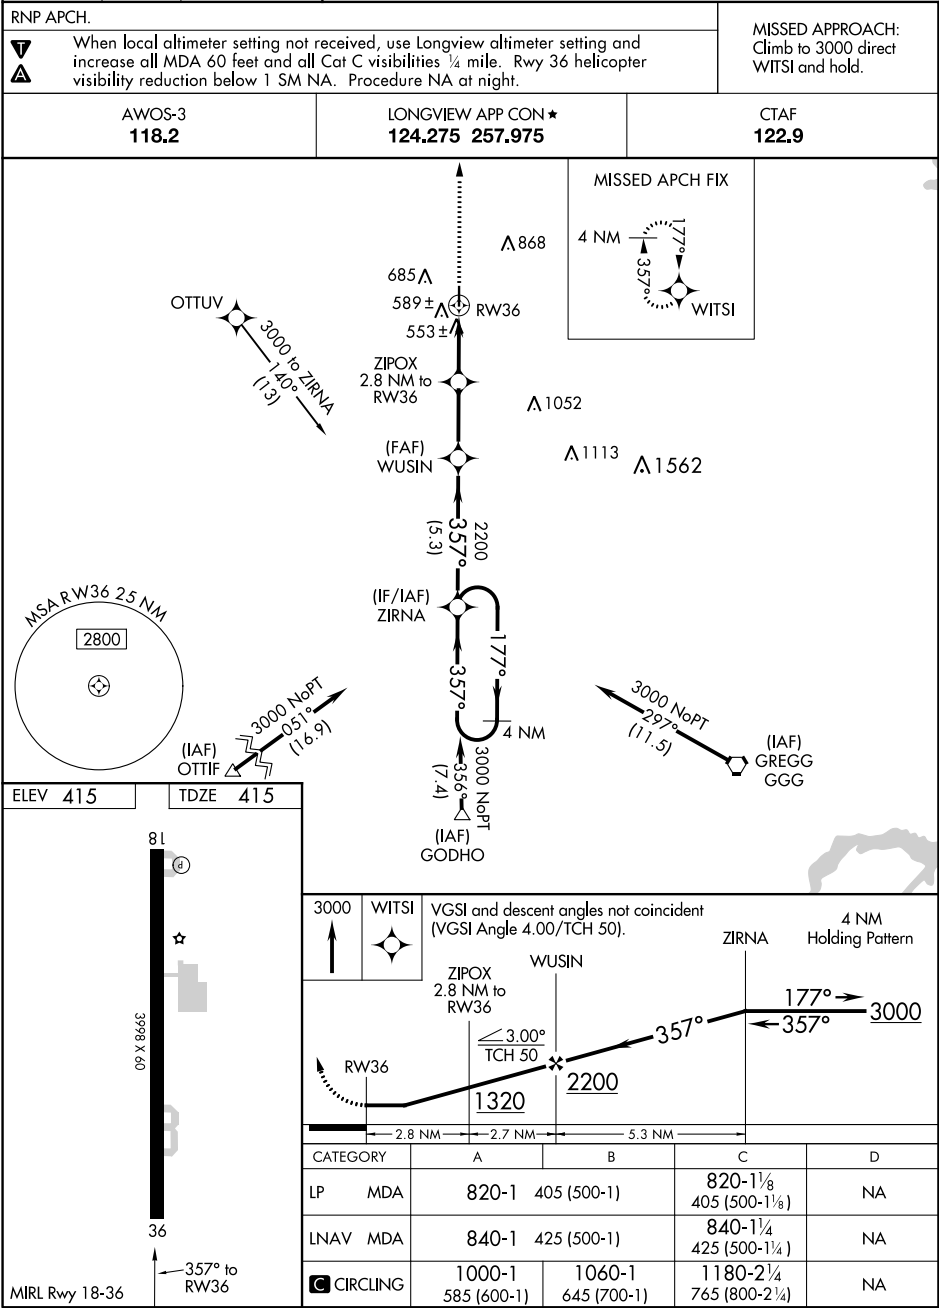 RNP APCH.
When local altimeter setting not received, use Longview altimeter setting and
increase all MDA 60 feet and all Cat C visibilities ¼ mile. Rwy 36 helicopter
visibility reduction below 1 SM NA. Procedure NA at night.
T
A
MISSED APPROACH:
Climb to 3000 direct
WITSI and hold.
AWOS-3
118.2
LONGVIEW APP CON ★
124.275 257.975
CTAF
122.9
MISSED APCH FIX
4 NM
177°
357°
WITSI
868
685
589 ±
RW36
553 ±
OTTUV
3000 to ZIRNA
140°
(13)
ZIPOX
2.8 NM to
RW36
1052
(FAF)
WUSIN
1113
1562
2200
357°
(5.3)
(IF/IAF)
ZIRNA
177°
357°
4 NM
MSA RW36 25 NM
2800
3000 NoPT
051°
(16.9)
(IAF)
OTTIF
3000 NoPT
356°
(7.4)
(IAF)
GODHO
3000 NoPT
297°
(11.5)
(IAF)
GREGG
GGG
ELEV 415
TDZE 415
18
P
3998 X 60
36
357° to
RW36
MIRL Rwy 18-36
3000
WITSI
VGSI and descent angles not coincident
(VGSI Angle 4.00/TCH 50).
4 NM
Holding Pattern
ZIRNA
WUSIN
ZIPOX
2.8 NM to
RW36
177°
357°
3000
357°
3.00°
TCH 50
RW36
2200
1320
2.8 NM
2.7 NM
5.3 NM
CATEGORY A B C D
LP MDA 820-1 405 (500-1) 820-1⅛ 405 (500-1⅛) NA
LNAV MDA 840-1 425 (500-1) 840-1¼ 425 (500-1¼) NA
C CIRCLING 1000-1 585 (600-1) 1060-1 645 (700-1) 1180-2¼ 765 (800-2¼) NA